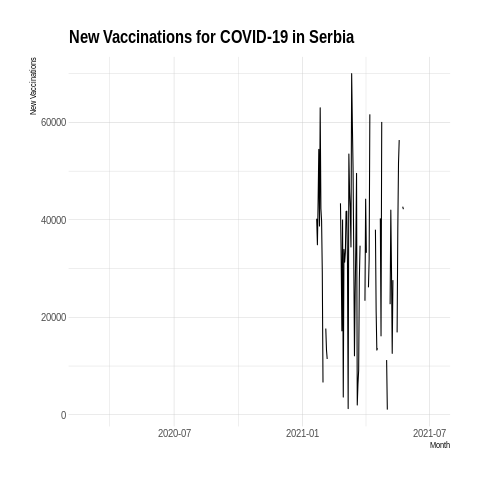 New Vaccinations for COVID-19 in Serbia
New Vaccinations
60000
40000
20000
0
2020-07
2021-01
2021-07
Month